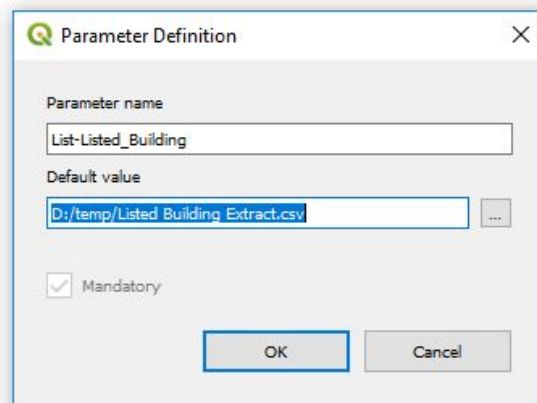 Parameter Definition
Parameter name
List-Listed_Building
Default value
D:/temp/Listed Building Extract.csv
...
Mandatory
OK Cancel